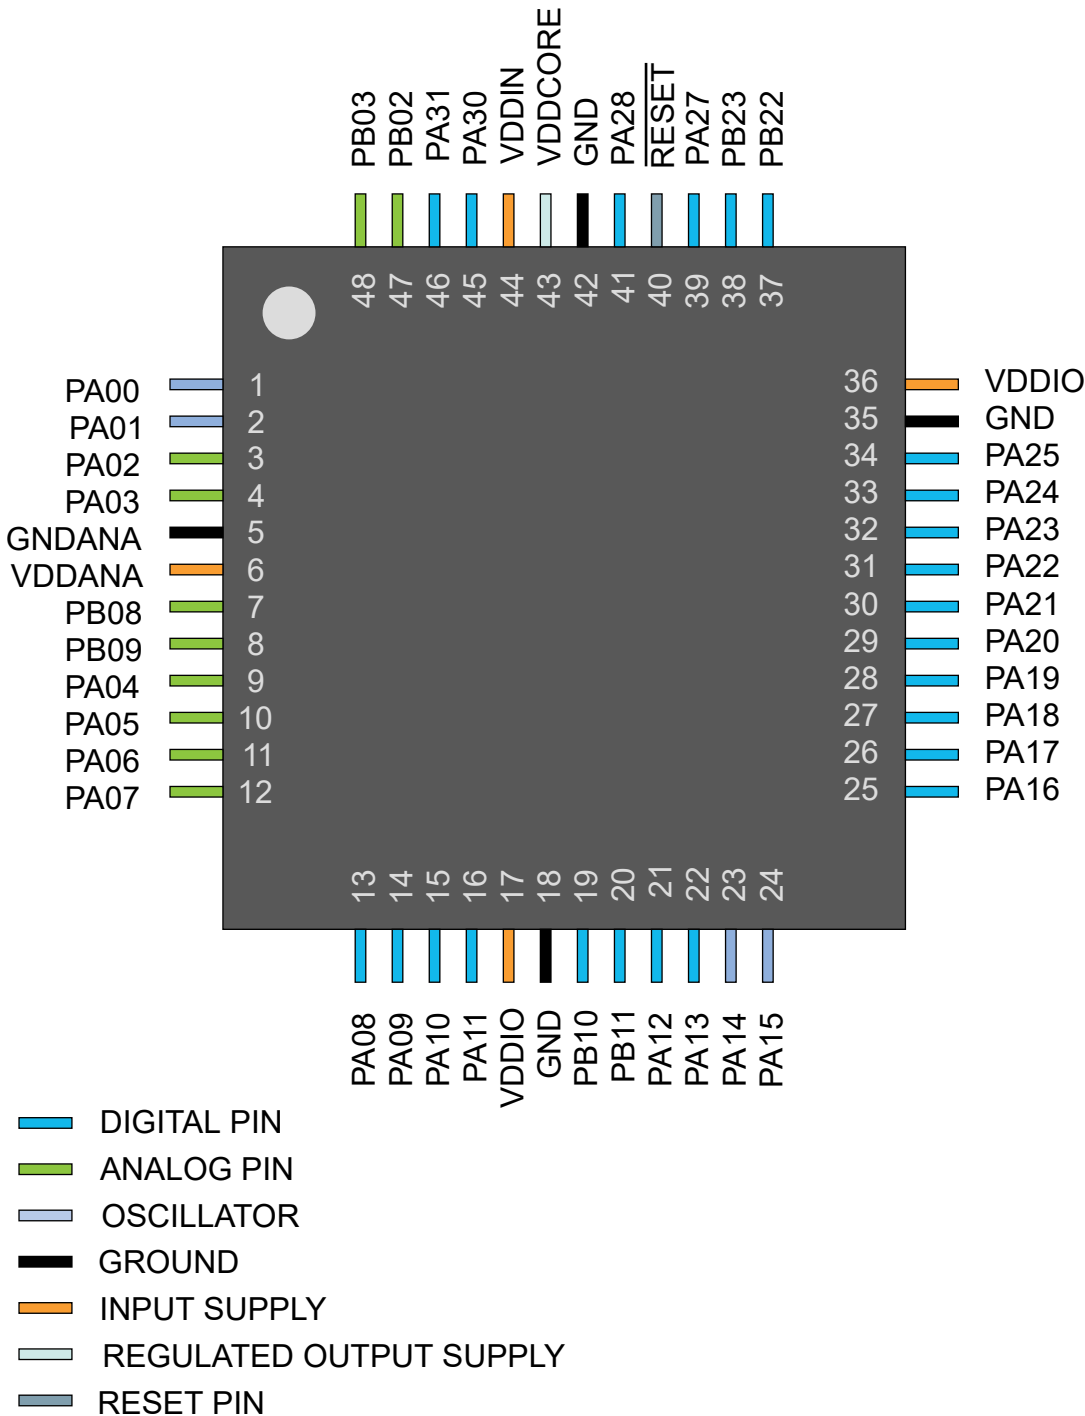 PB03
PB02
PA31
PA30
VDDIN
VDDCORE
GND
PA28
RESET
PA27
PB23
PB22
48
47
46
45
44
43
42
41
40
39
38
37
PA00 1
PA01 2
PA02 3
PA03 4
GNDANA 5
VDDANA 6
PB08 7
PB09 8
PA04 9
PA05 10
PA06 11
PA07 12
36 VDDIO
35 GND
34 PA25
33 PA24
32 PA23
31 PA22
30 PA21
29 PA20
28 PA19
27 PA18
26 PA17
25 PA16
13
14
15
16
17
18
19
20
21
22
23
24
PA08
PA09
PA10
PA11
VDDIO
GND
PB10
PB11
PA12
PA13
PA14
PA15
DIGITAL PIN
ANALOG PIN
OSCILLATOR
GROUND
INPUT SUPPLY
REGULATED OUTPUT SUPPLY
RESET PIN